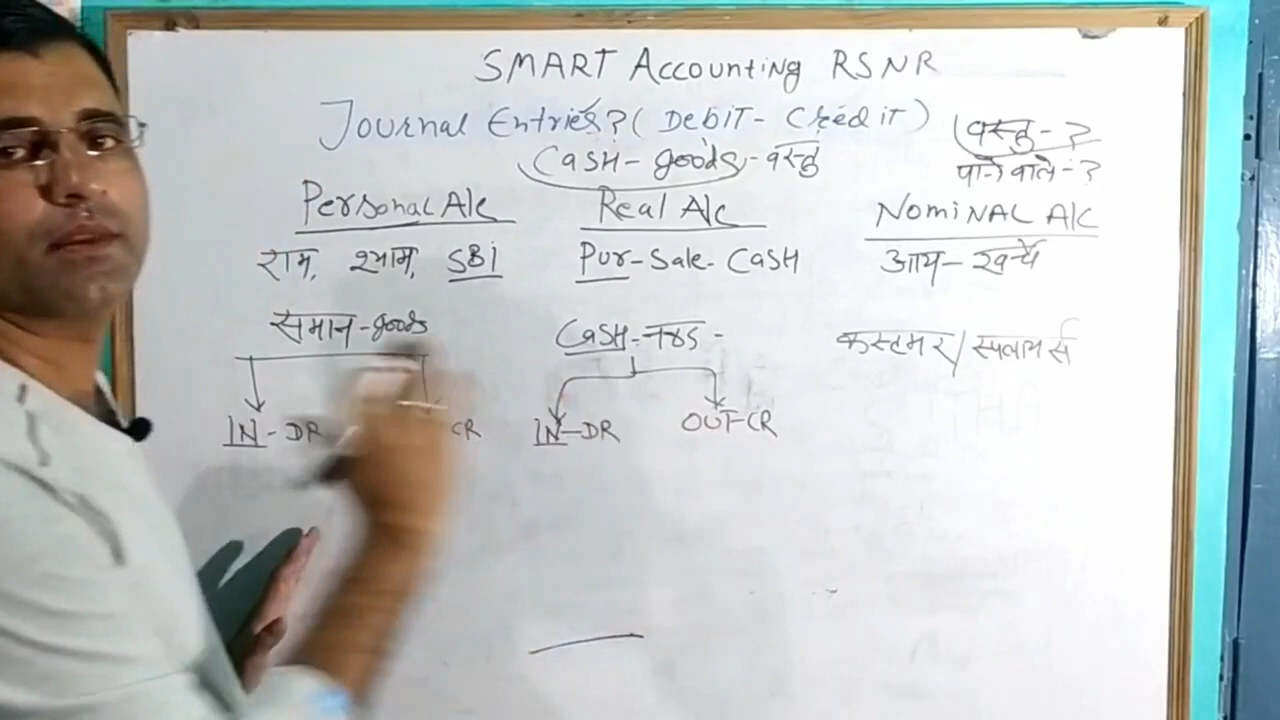 SMART Accounting RSNR
Journal Entries? (DEBIT - Credit)
Cash - goods - वस्तु
वस्तु - ?
पाने वाले - ?
Personal A/c
Real A/c
NOMINAL A/C
राम, श्याम, SBI
Pur - Sale - Cash
आय - खर्चे
समान - goods
Cash - नगद -
कस्टमर / सप्लायर्स
IN - DR
CR
IN - DR
OUT - CR